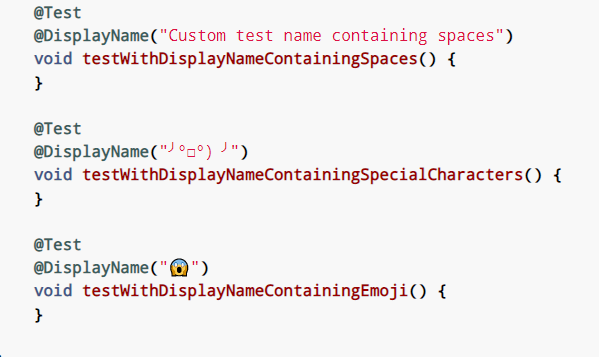 @Test
@DisplayName("Custom test name containing spaces")
void testWithDisplayNameContainingSpaces() {
}
@Test
@DisplayName("╯°□°）╯")
void testWithDisplayNameContainingSpecialCharacters() {
}
@Test
@DisplayName("😱")
void testWithDisplayNameContainingEmoji() {
}